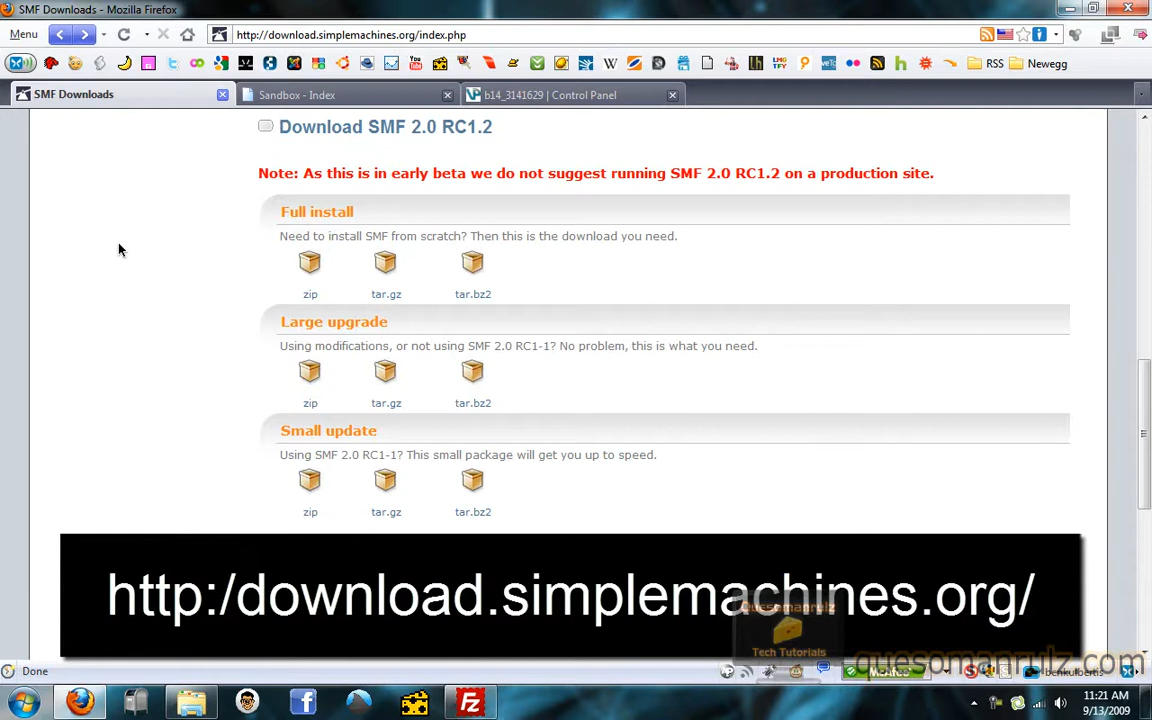 SMF Downloads - Mozilla Firefox
Menu
http://download.simplemachines.org/index.php
RSS
Newegg
SMF Downloads
Sandbox - Index
b14_3141629 | Control Panel
Download SMF 2.0 RC1.2
Note: As this is in early beta we do not suggest running SMF 2.0 RC1.2 on a production site.
Full install
Need to install SMF from scratch? Then this is the download you need.
zip tar.gz tar.bz2
Large upgrade
Using modifications, or not using SMF 2.0 RC1-1? No problem, this is what you need.
zip tar.gz tar.bz2
Small update
Using SMF 2.0 RC1-1? This small package will get you up to speed.
zip tar.gz tar.bz2
http:/download.simplemachines.org/
Quesomanrulz
Tech Tutorials
quesomanrulz.com
Done
McAfee
benkulbertis
11:21 AM
9/13/2009